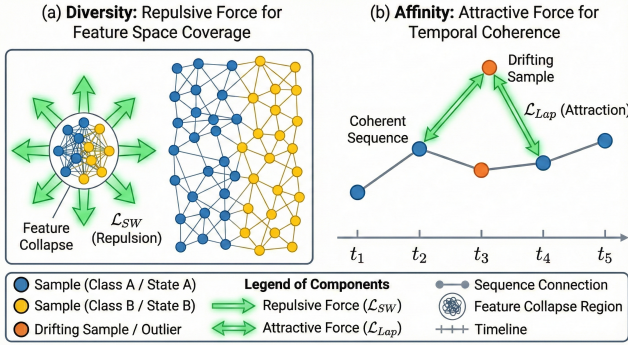 (a) Diversity: Repulsive Force for
Feature Space Coverage
Feature
Collapse
ℒ_SW
(Repulsion)
(b) Affinity: Attractive Force for
Temporal Coherence
Drifting
Sample
Coherent
Sequence
ℒ_Lap (Attraction)
t₁ t₂ t₃ t₄ t₅
Sample (Class A / State A)
Sample (Class B / State B)
Drifting Sample / Outlier
Legend of Components
Repulsive Force (ℒ_SW)
Attractive Force (ℒ_Lap)
Sequence Connection
Feature Collapse Region
Timeline